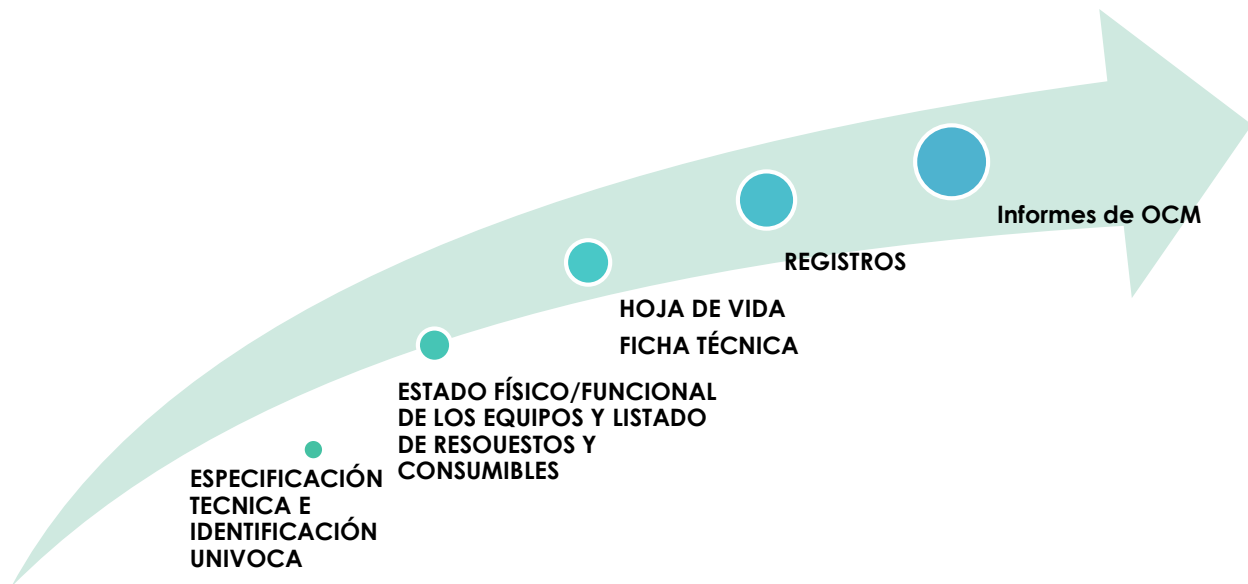 ESPECIFICACIÓN
TECNICA E
IDENTIFICACIÓN
UNIVOCA
ESTADO FÍSICO/FUNCIONAL
DE LOS EQUIPOS Y LISTADO
DE RESOUESTOS Y
CONSUMIBLES
HOJA DE VIDA
FICHA TÉCNICA
REGISTROS
Informes de OCM